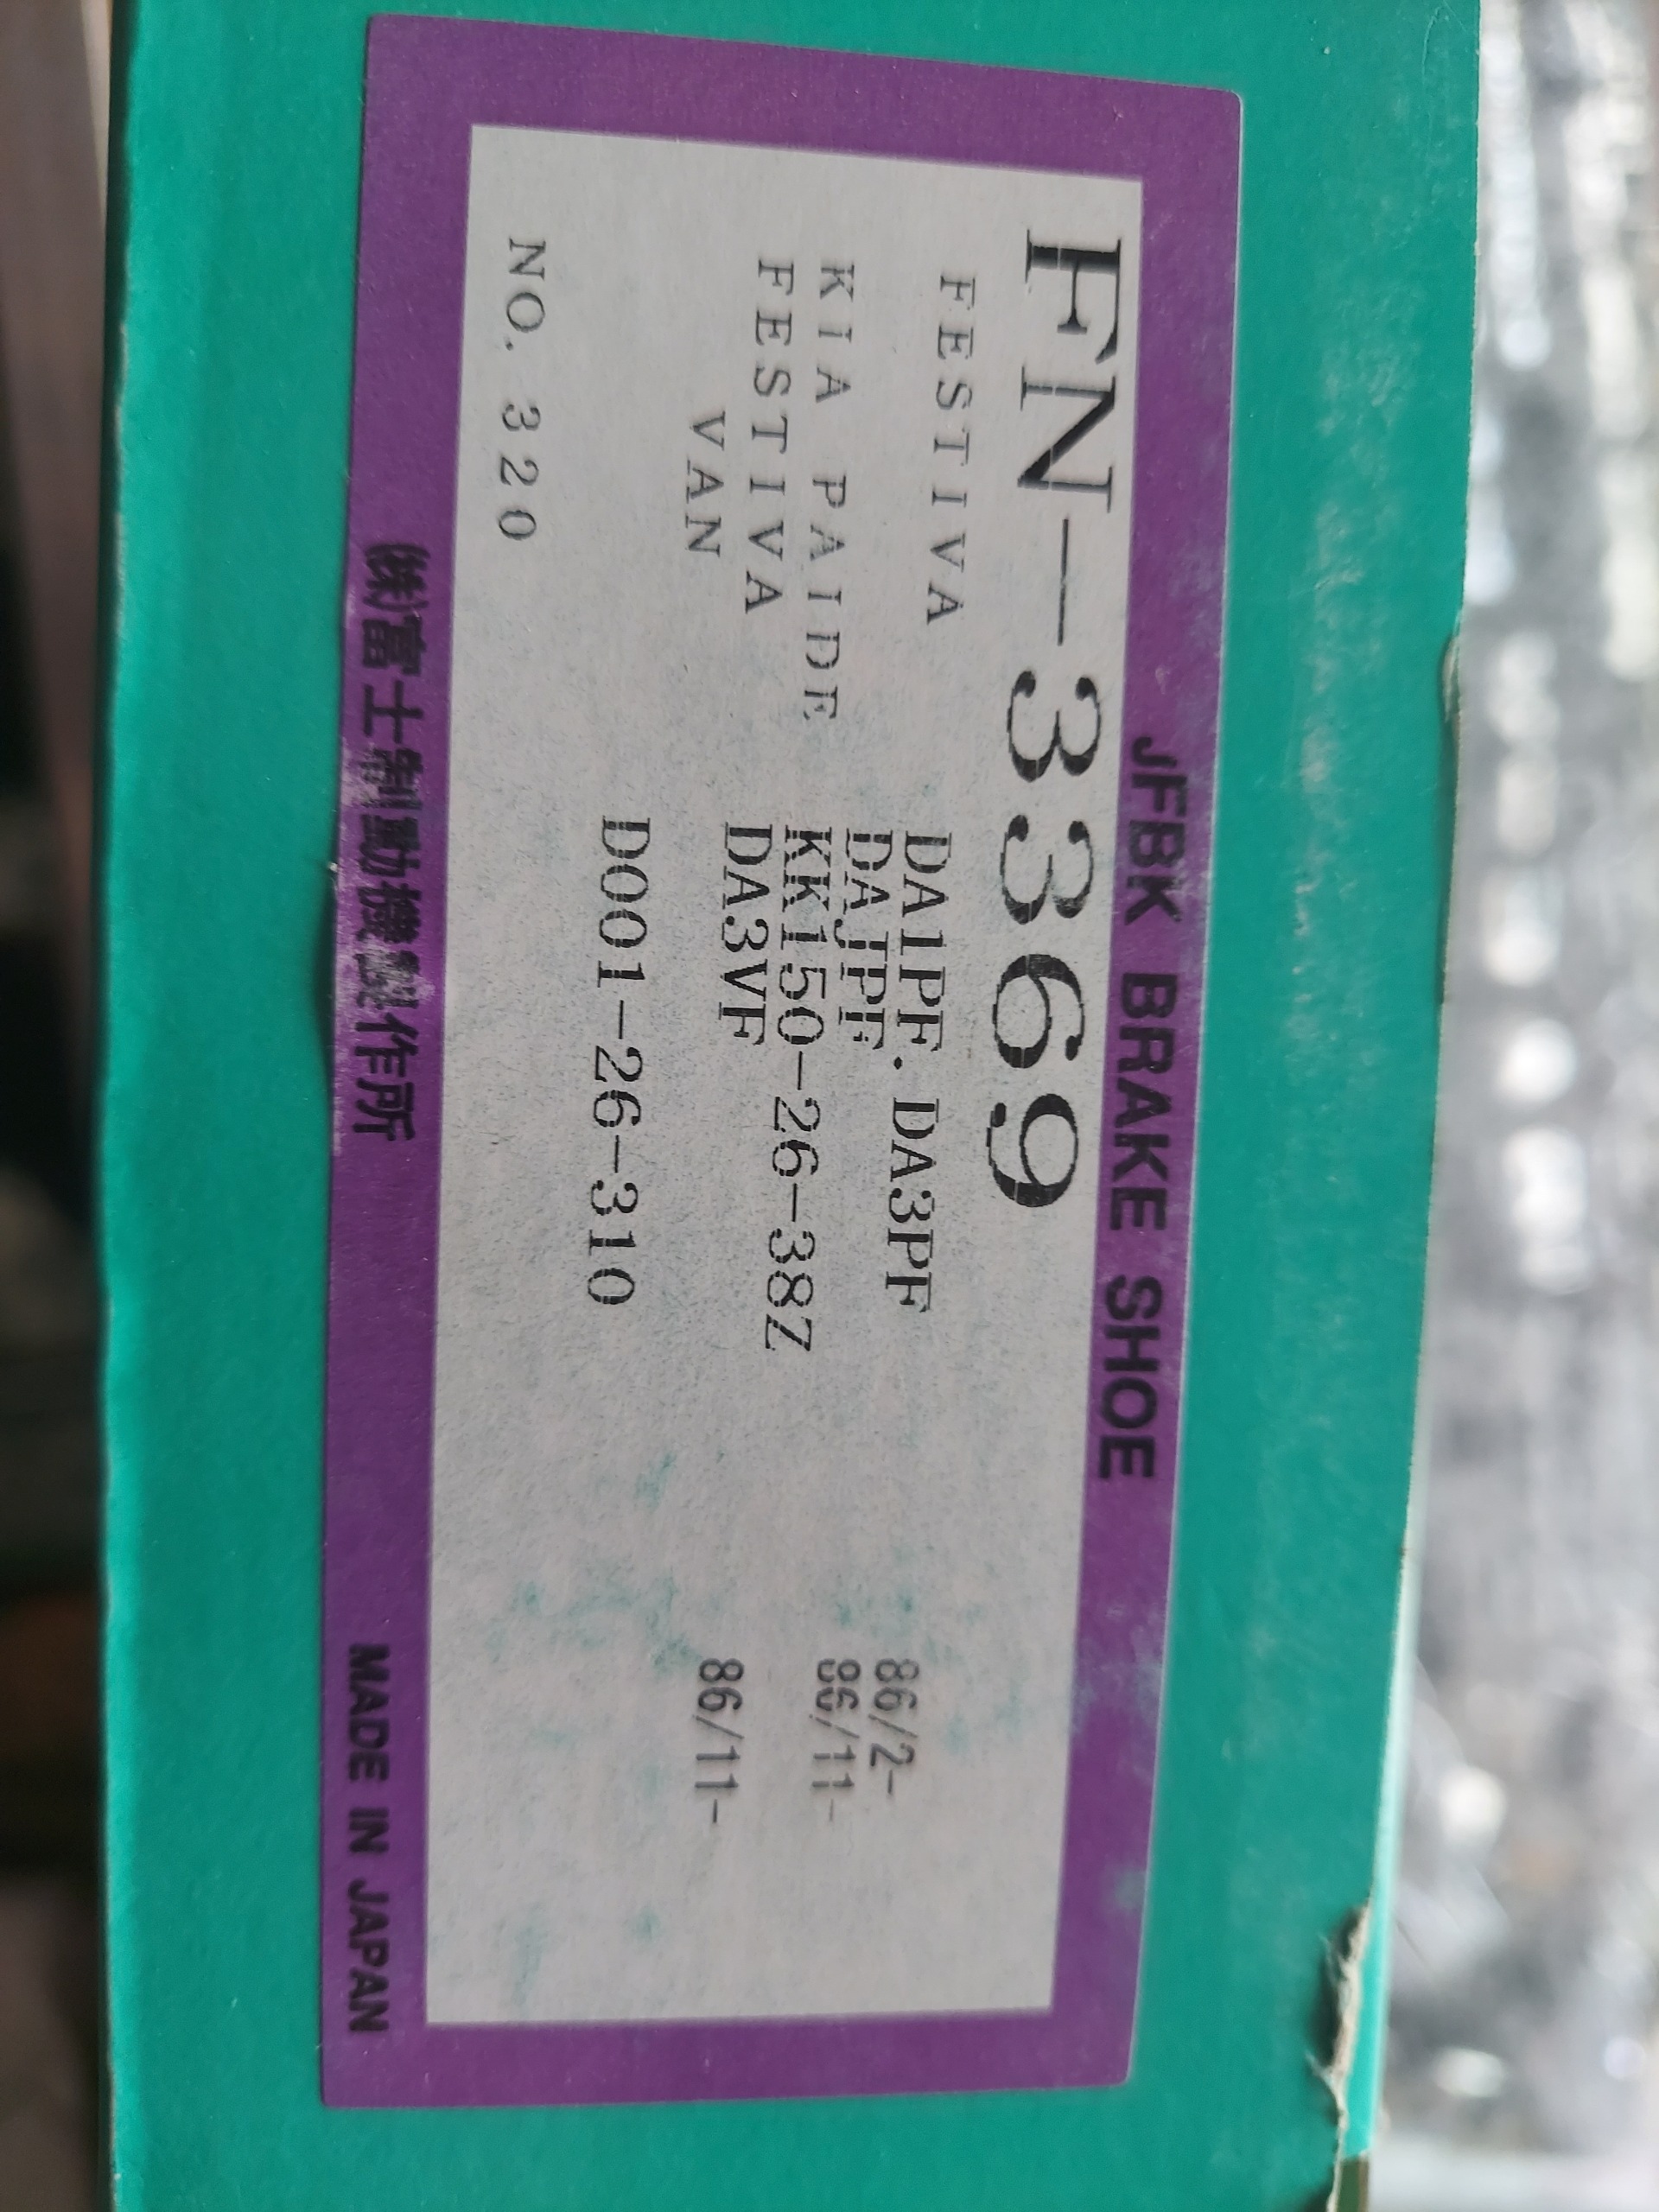 JFBK BRAKE SHOE
FN-3369
FESTIVA DA1PF.DA3PF 86/2-
DAJPF 86/11-
KIA PAIDE KK150-26-38Z
FESTIVA DA3VF 86/11-
VAN
D001-26-310
NO. 320
㈱富士制動機製作所 MADE IN JAPAN